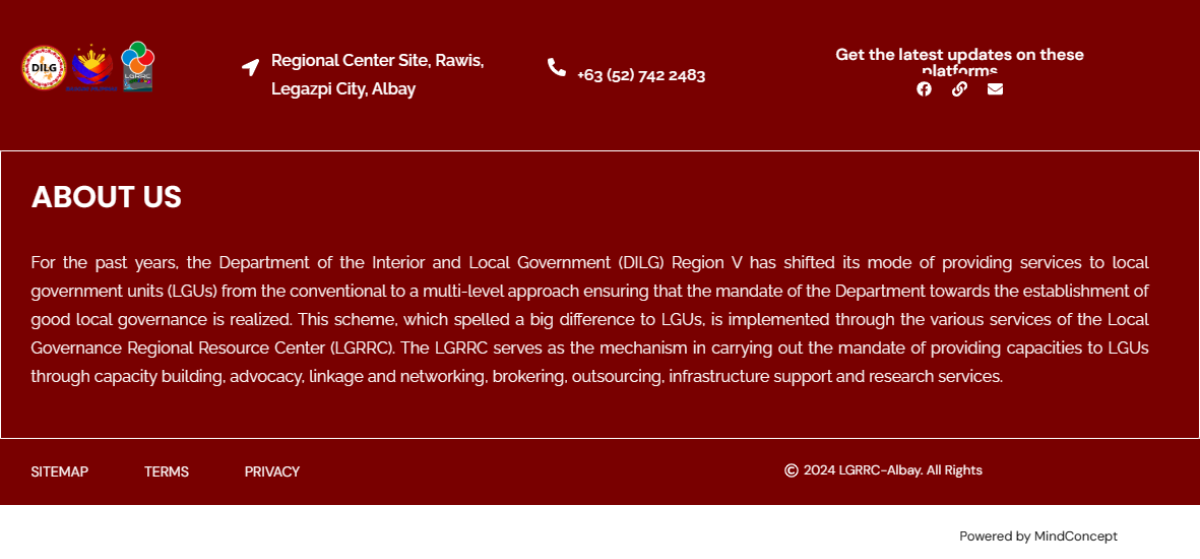 DILG
LGRRC
Regional Center Site, Rawis,
Legazpi City, Albay
+63 (52) 742 2483
Get the latest updates on these
platforms
ABOUT US
For the past years, the Department of the Interior and Local Government (DILG) Region V has shifted its mode of providing services to local
government units (LGUs) from the conventional to a multi-level approach ensuring that the mandate of the Department towards the establishment of
good local governance is realized. This scheme, which spelled a big difference to LGUs, is implemented through the various services of the Local
Governance Regional Resource Center (LGRRC). The LGRRC serves as the mechanism in carrying out the mandate of providing capacities to LGUs
through capacity building, advocacy, linkage and networking, brokering, outsourcing, infrastructure support and research services.
SITEMAP TERMS PRIVACY
© 2024 LGRRC-Albay. All Rights
Powered by MindConcept